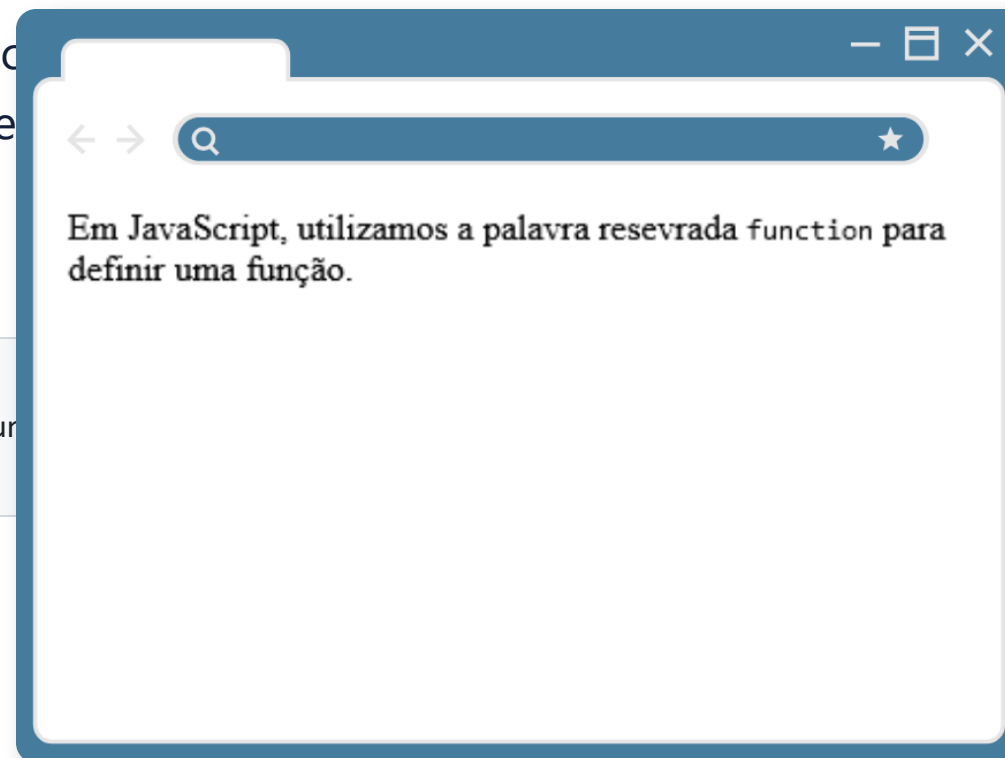 Em JavaScript, utilizamos a palavra resevrada function para
definir uma função.